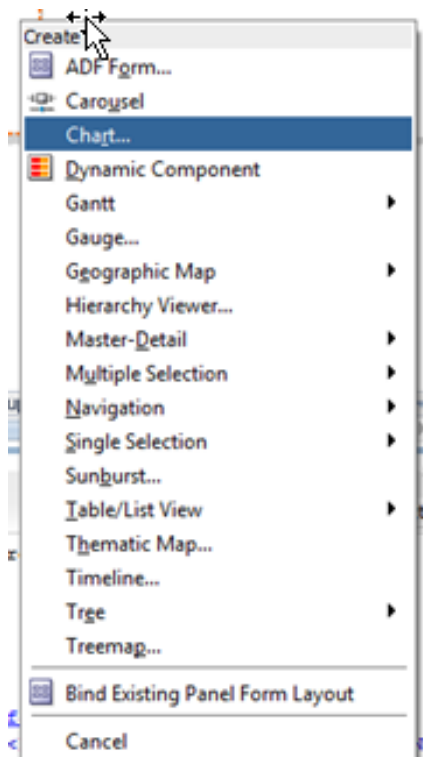 Create
ADF Form...
Carousel
Chart...
Dynamic Component
Gantt
Gauge...
Geographic Map
Hierarchy Viewer...
Master-Detail
Multiple Selection
Navigation
Single Selection
Sunburst...
Table/List View
Thematic Map...
Timeline...
Tree
Treemap...
Bind Existing Panel Form Layout
Cancel